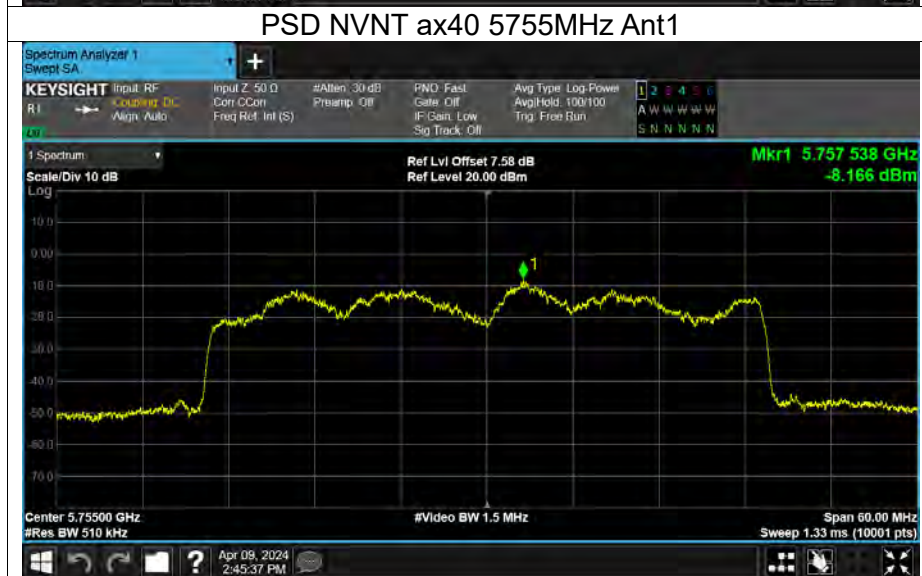 PSD NVNT ax40 5755MHz Ant1
Spectrum Analyzer 1
Swept SA
+
KEYSIGHT Input: RF Input Z: 50 Ω #Atten: 30 dB PNO: Fast Avg Type: Log-Power 1 2 3 4 5 6
Coupling: DC Corr CCorr Preamp: Off Gate: Off Avg|Hold: 100/100 A W W W W W
Align: Auto Freq Ref: Int (S) IF Gain: Low Trig: Free Run
Sig Track: Off S N N N N N
1 Spectrum Ref Lvl Offset 7.58 dB Mkr1 5.757 538 GHz
Scale/Div 10 dB Ref Level 20.00 dBm -8.166 dBm
Log
10.0
0.00
1
-40.0
-50.0
-60.0
-70.0
Center 5.75500 GHz #Video BW 1.5 MHz Span 60.00 MHz
#Res BW 510 kHz Sweep 1.33 ms (10001 pts)
? Apr 09, 2024
2:45:37 PM